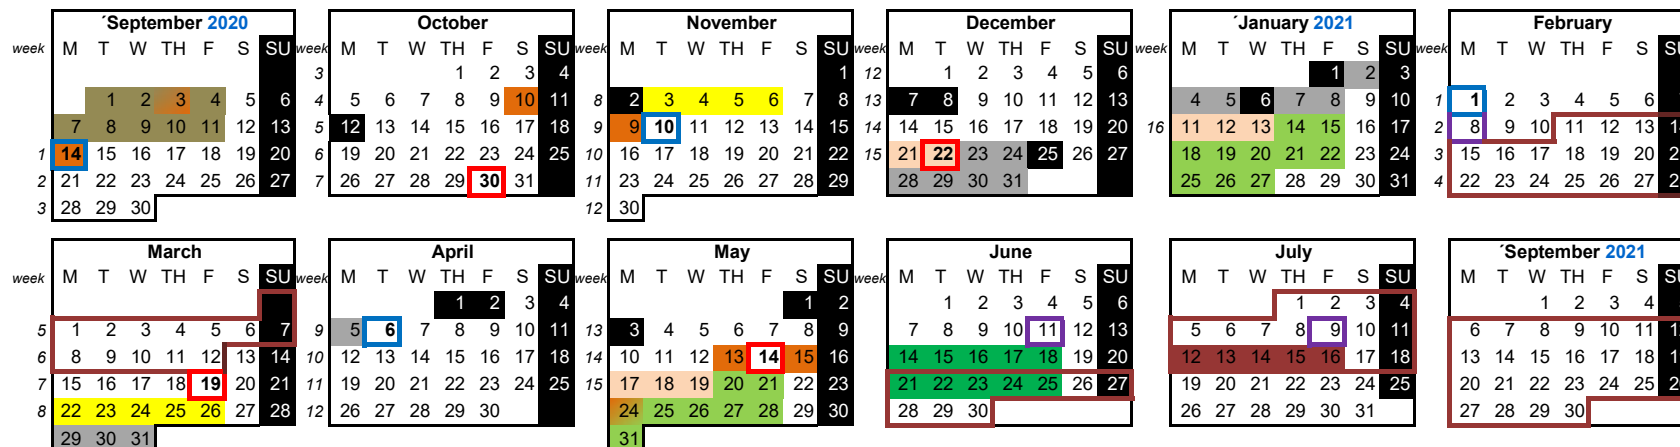 ´September 2020
week M T W TH F S SU
1 2 3 4 5 6
7 8 9 10 11 12 13
1 14 15 16 17 18 19 20
2 21 22 23 24 25 26 27
3 28 29 30
October
week M T W TH F S SU
3 1 2 3 4
4 5 6 7 8 9 10 11
5 12 13 14 15 16 17 18
6 19 20 21 22 23 24 25
7 26 27 28 29 30 31
November
week M T W TH F S SU
1
8 2 3 4 5 6 7 8
9 9 10 11 12 13 14 15
10 16 17 18 19 20 21 22
11 23 24 25 26 27 28 29
12 30
December
week M T W TH F S SU
12 1 2 3 4 5 6
13 7 8 9 10 11 12 13
14 14 15 16 17 18 19 20
15 21 22 23 24 25 26 27
28 29 30 31
´January 2021
week M T W TH F S SU
1 2 3
4 5 6 7 8 9 10
16 11 12 13 14 15 16 17
18 19 20 21 22 23 24
25 26 27 28 29 30 31
February
week M T W TH F S SU
1 1 2 3 4 5 6
2 8 9 10 11 12 13
3 15 16 17 18 19 20
4 22 23 24 25 26 27
March
week M T W TH F S SU
5 1 2 3 4 5 6 7
6 8 9 10 11 12 13 14
7 15 16 17 18 19 20 21
8 22 23 24 25 26 27 28
29 30 31
April
week M T W TH F S SU
1 2 3 4
9 5 6 7 8 9 10 11
10 12 13 14 15 16 17 18
11 19 20 21 22 23 24 25
12 26 27 28 29 30
May
week M T W TH F S SU
1 2
13 3 4 5 6 7 8 9
14 10 11 12 13 14 15 16
15 17 18 19 20 21 22 23
24 25 26 27 28 29 30
31
June
week M T W TH F S SU
1 2 3 4 5 6
7 8 9 10 11 12 13
14 15 16 17 18 19 20
21 22 23 24 25 26 27
28 29 30
July
M T W TH F S SU
1 2 3 4
5 6 7 8 9 10 11
12 13 14 15 16 17 18
19 20 21 22 23 24 25
26 27 28 29 30 31
´September 2021
M T W TH F S SU
1 2 3 4
6 7 8 9 10 11
13 14 15 16 17 18
20 21 22 23 24 25
27 28 29 30